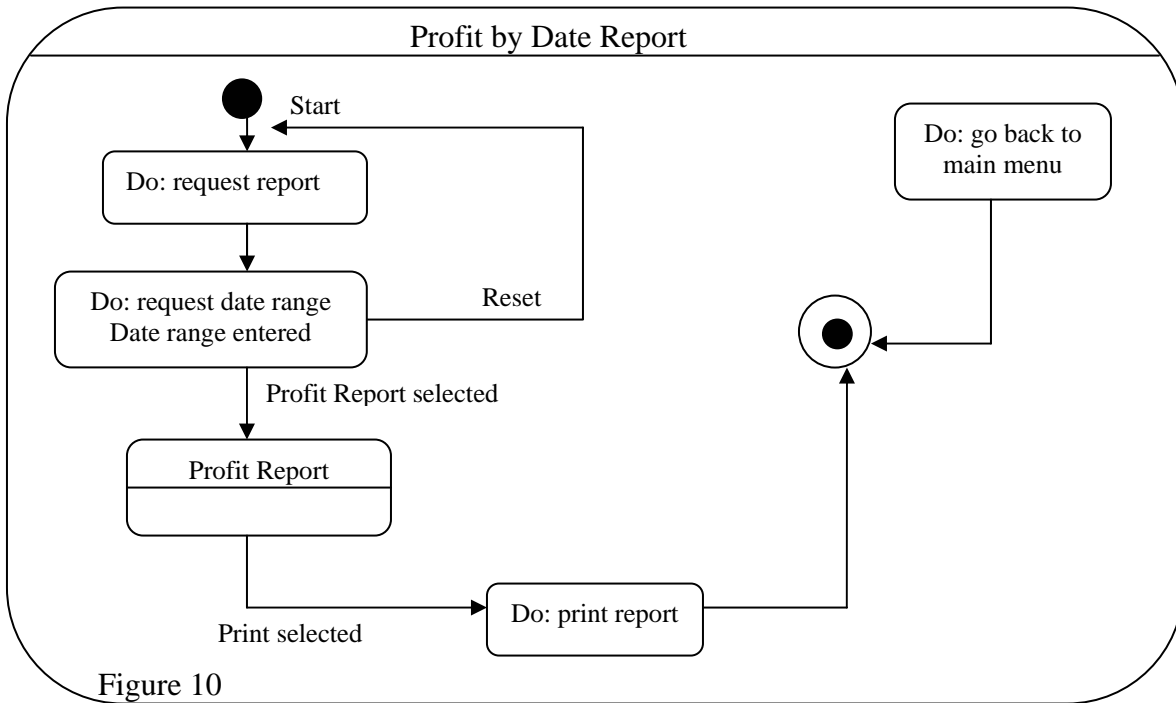 Profit by Date Report
Start
Do: request report
Do: go back to
main menu
Do: request date range
Date range entered
Reset
Profit Report selected
Profit Report
Print selected
Do: print report
Figure 10